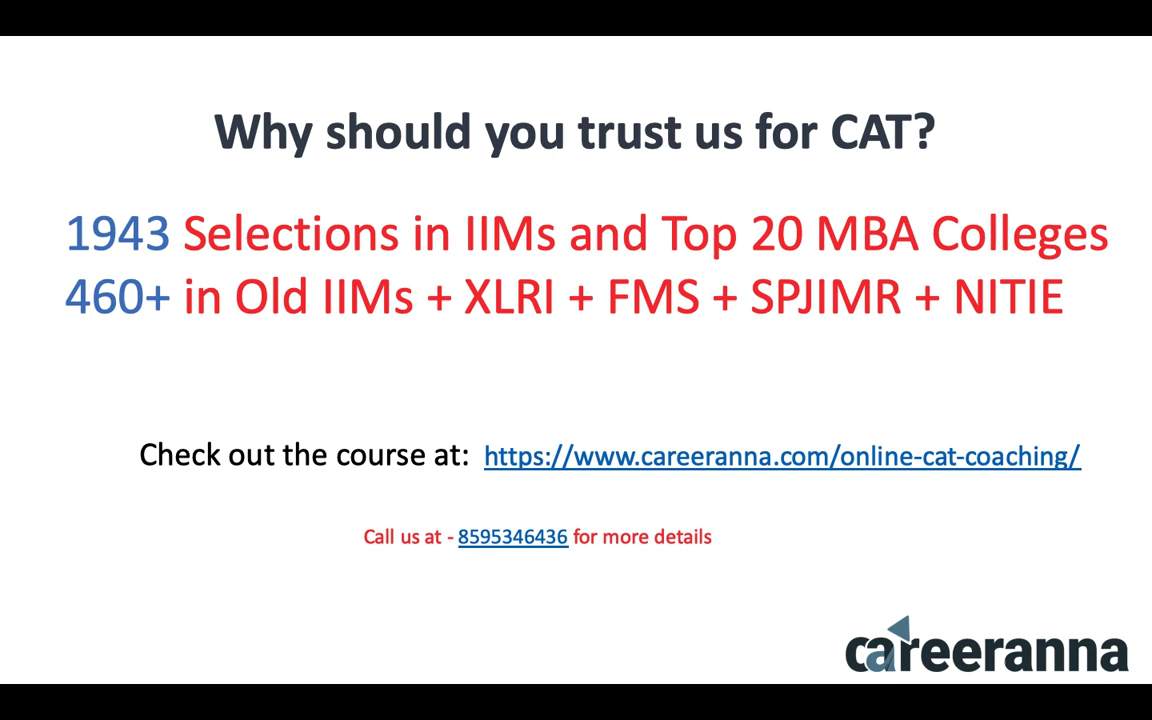 Why should you trust us for CAT?
1943 Selections in IIMs and Top 20 MBA Colleges
460+ in Old IIMs + XLRI + FMS + SPJIMR + NITIE
Check out the course at: https://www.careeranna.com/online-cat-coaching/
Call us at - 8595346436 for more details
careeranna